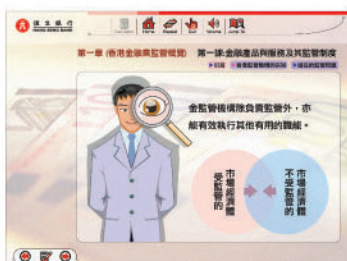 恒生銀行
HANG SENG BANK
Home
Repeat
Quit
Volume
Jump To
第一章 (香港金融業監管概覽)
第一課:金融產品與服務及其監管制度
金監管機構除負責監管外,亦
能有效執行其他有用的職能。
市場經濟體
受監管的
市場經濟體
不受監管的